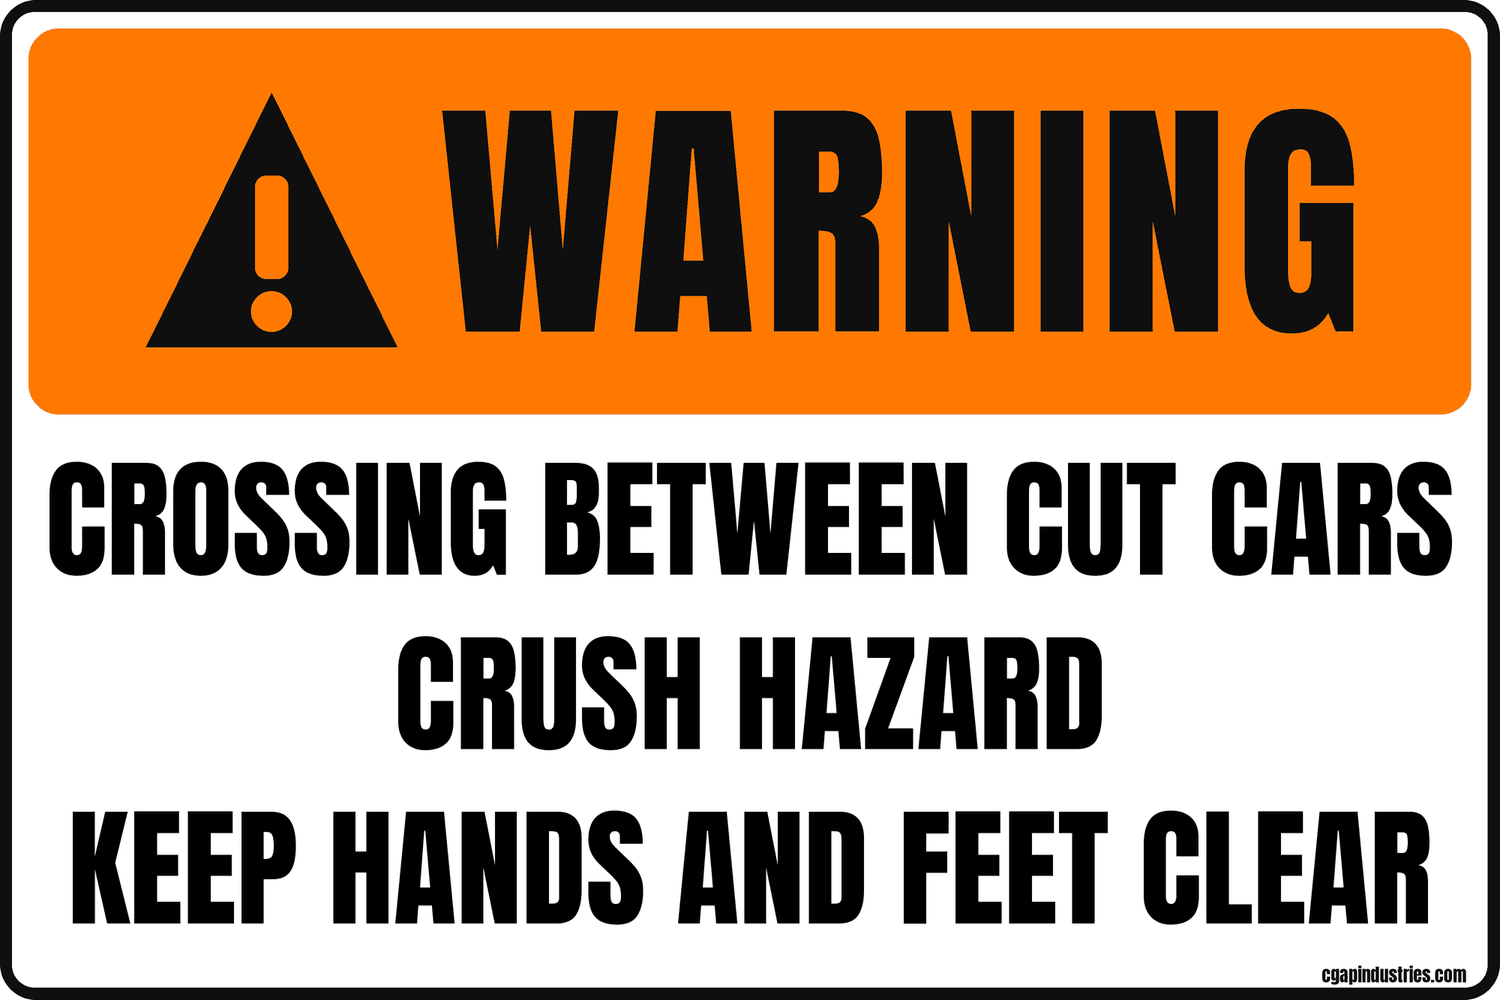 WARNING
CROSSING BETWEEN CUT CARS
CRUSH HAZARD
KEEP HANDS AND FEET CLEAR
cgapindustries.com